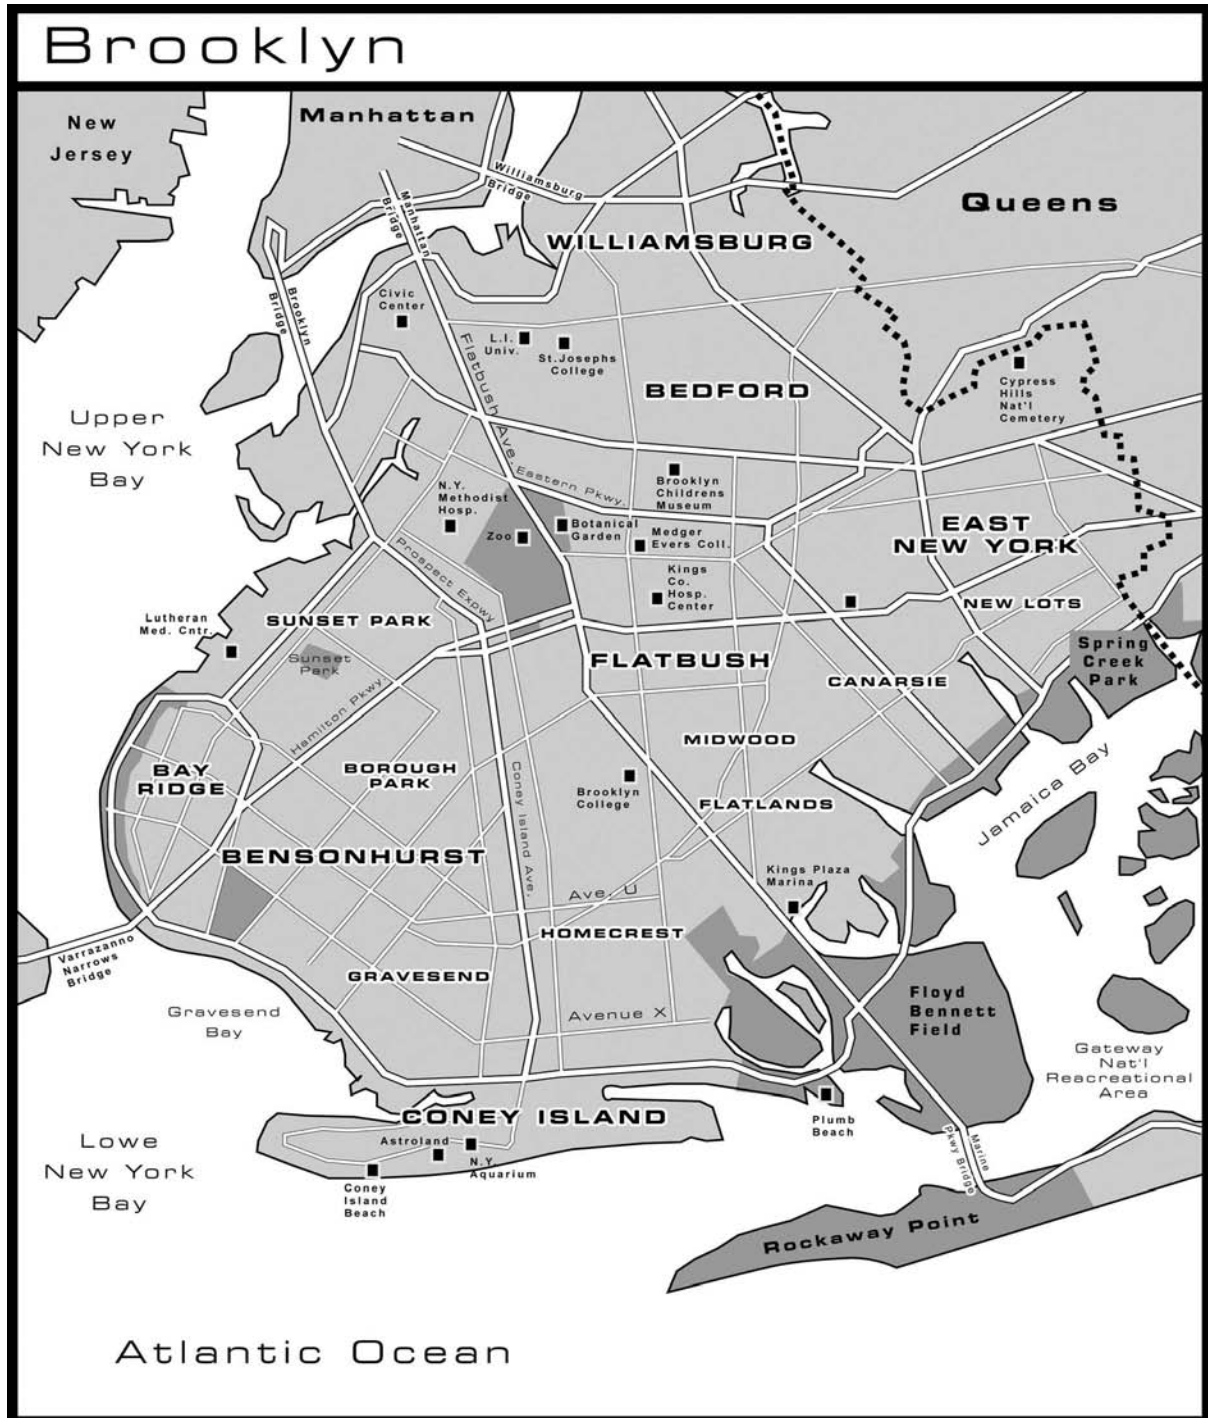 Brooklyn
New
Jersey
Manhattan
Williamsburg
Bridge
Queens
Manhattan
Bridge
WILLIAMSBURG
Brooklyn
Bridge
Civic
Center
L.I.
Univ.
St.Josephs
College
Flatbush Ave.
BEDFORD
Cypress
Hills
Nat'l
Cemetery
Upper
New York
Bay
Eastern Pkwy.
N.Y.
Methodist
Hosp.
Brooklyn
Childrens
Museum
Zoo
Botanical
Garden
Medger
Evers Coll.
EAST
NEW YORK
Prospect Expwy
Kings
Co.
Hosp.
Center
Lutheran
Med. Cntr.
SUNSET PARK
NEW LOTS
Sunset
Park
FLATBUSH
Spring
Creek
Park
CANARSIE
Hamilton Pkwy.
MIDWOOD
BAY
RIDGE
BOROUGH
PARK
Coney Island Ave.
Brooklyn
College
FLATLANDS
Jamaica Bay
BENSONHURST
Kings Plaza
Marina
Ave. U
HOMECREST
Varrazanno
Narrows
Bridge
GRAVESEND
Gravesend
Bay
Avenue X
Floyd
Bennett
Field
Gateway
Nat'l
Reacreational
Area
CONEY ISLAND
Plumb
Beach
Astroland
N.Y.
Aquarium
Coney
Island
Beach
Marine
Pkwy Bridge
Lowe
New York
Bay
Rockaway Point
Atlantic Ocean